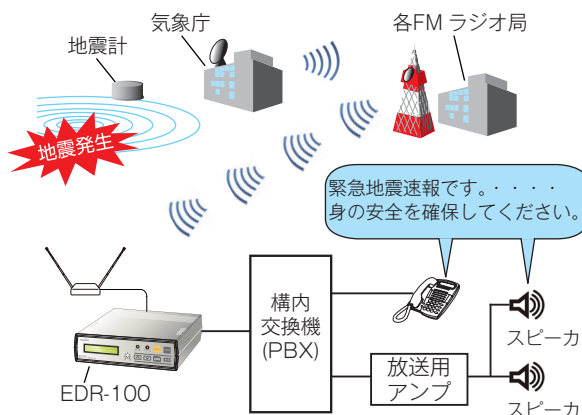 気象庁
各FM ラジオ局
地震計
地震発生
緊急地震速報です。・・・・
身の安全を確保してください。
構内
交換機
(PBX)
スピーカ
放送用
アンプ
EDR-100
スピーカ